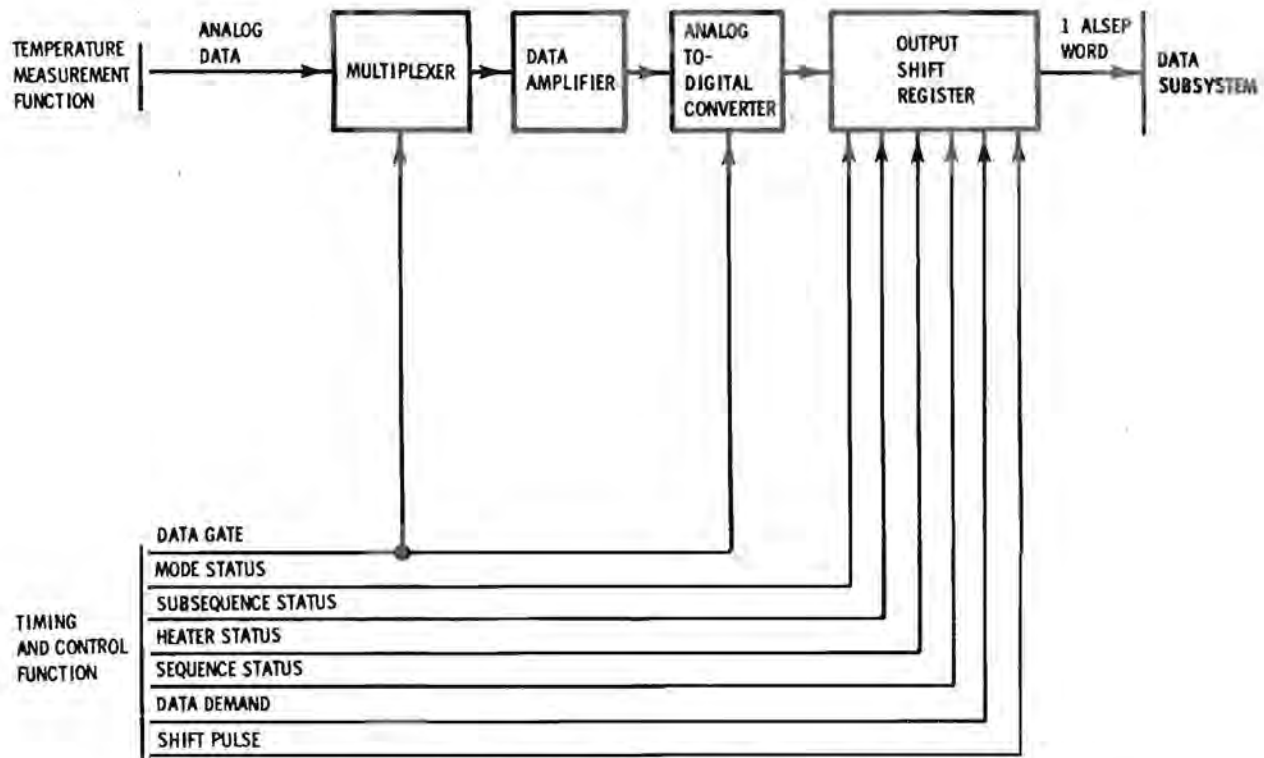 TEMPERATURE
MEASUREMENT
FUNCTION
ANALOG
DATA
MULTIPLEXER
DATA
AMPLIFIER
ANALOG
TO-
DIGITAL
CONVERTER
OUTPUT
SHIFT
REGISTER
1 ALSEP
WORD
DATA
SUBSYSTEM
TIMING
AND CONTROL
FUNCTION
DATA GATE
MODE STATUS
SUBSEQUENCE STATUS
HEATER STATUS
SEQUENCE STATUS
DATA DEMAND
SHIFT PULSE